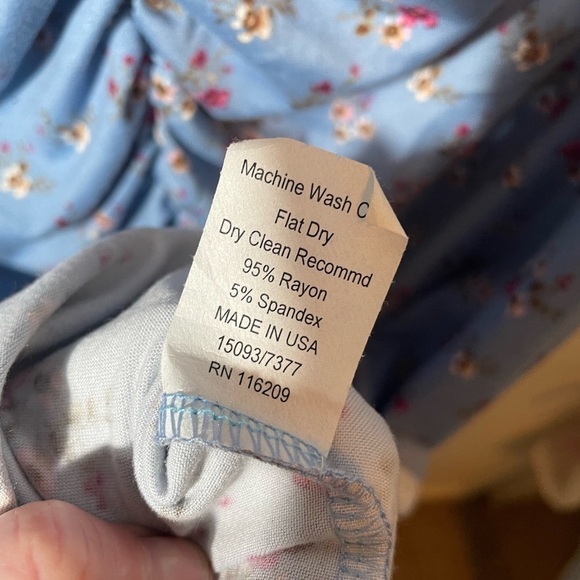 Machine Wash C
Flat Dry
Dry Clean Recommd
95% Rayon
5% Spandex
MADE IN USA
15093/7377
RN 116209